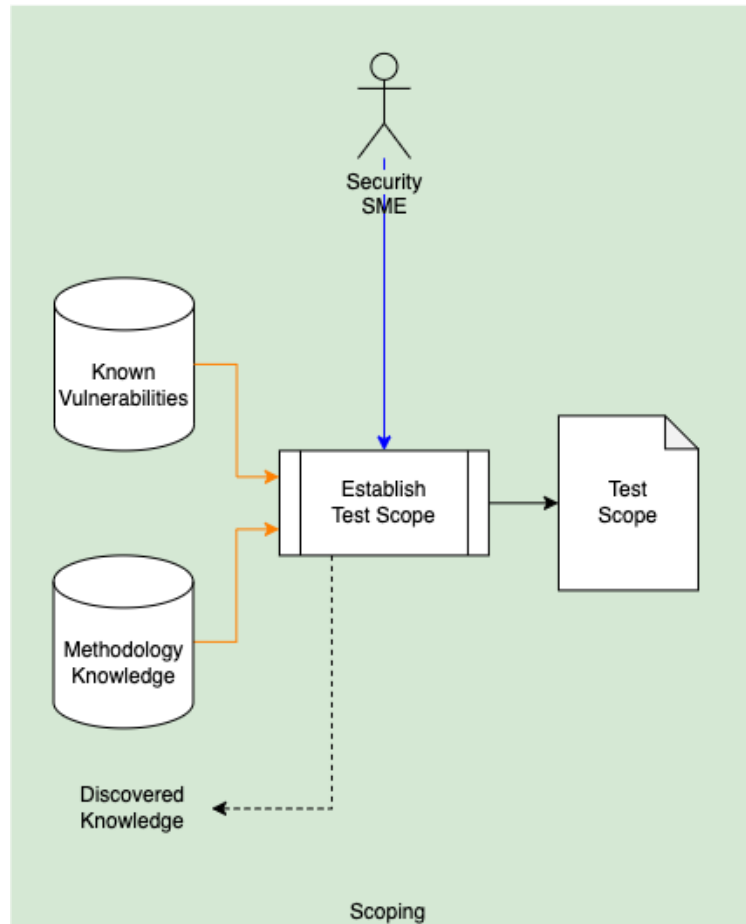 Security
SME
Known
Vulnerabilities
Establish
Test Scope
Test
Scope
Methodology
Knowledge
Discovered
Knowledge
Scoping